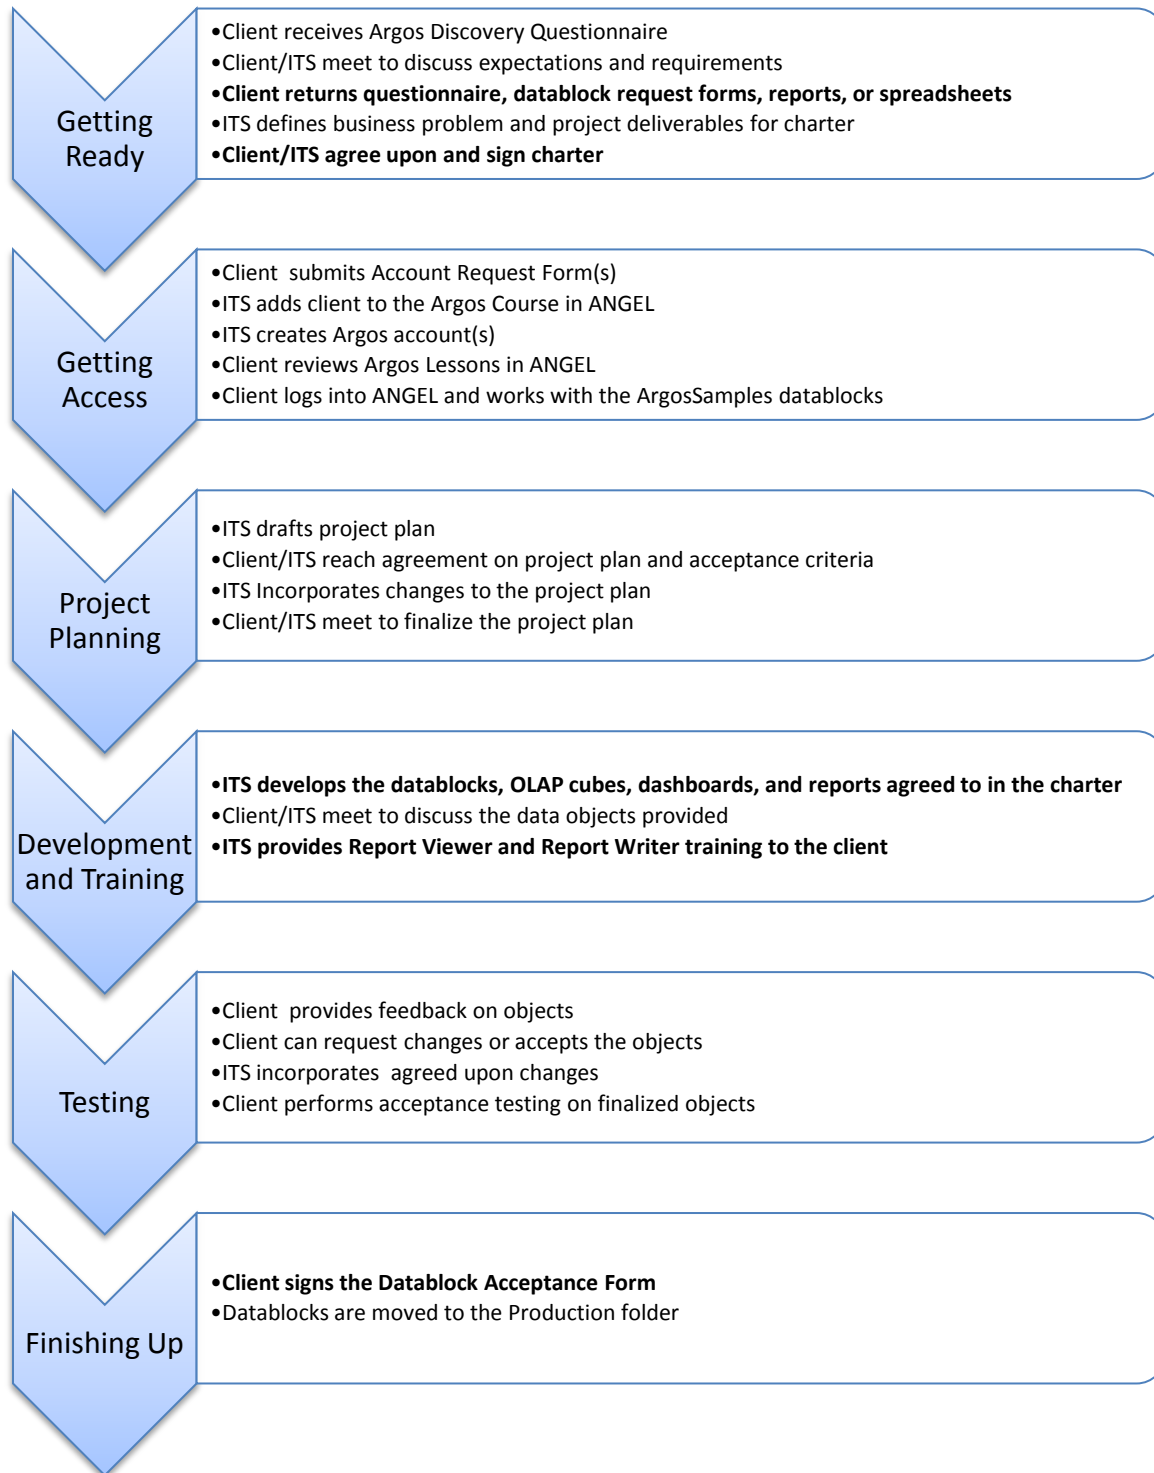 Getting
Ready
•Client receives Argos Discovery Questionnaire
•Client/ITS meet to discuss expectations and requirements
•Client returns questionnaire, datablock request forms, reports, or spreadsheets
•ITS defines business problem and project deliverables for charter
•Client/ITS agree upon and sign charter
Getting
Access
•Client  submits Account Request Form(s)
•ITS adds client to the Argos Course in ANGEL
•ITS creates Argos account(s)
•Client reviews Argos Lessons in ANGEL
•Client logs into ANGEL and works with the ArgosSamples datablocks
Project
Planning
•ITS drafts project plan
•Client/ITS reach agreement on project plan and acceptance criteria
•ITS Incorporates changes to the project plan
•Client/ITS meet to finalize the project plan
Development
and Training
•ITS develops the datablocks, OLAP cubes, dashboards, and reports agreed to in the charter
•Client/ITS meet to discuss the data objects provided
•ITS provides Report Viewer and Report Writer training to the client
Testing
•Client  provides feedback on objects
•Client can request changes or accepts the objects
•ITS incorporates  agreed upon changes
•Client performs acceptance testing on finalized objects
Finishing Up
•Client signs the Datablock Acceptance Form
•Datablocks are moved to the Production folder